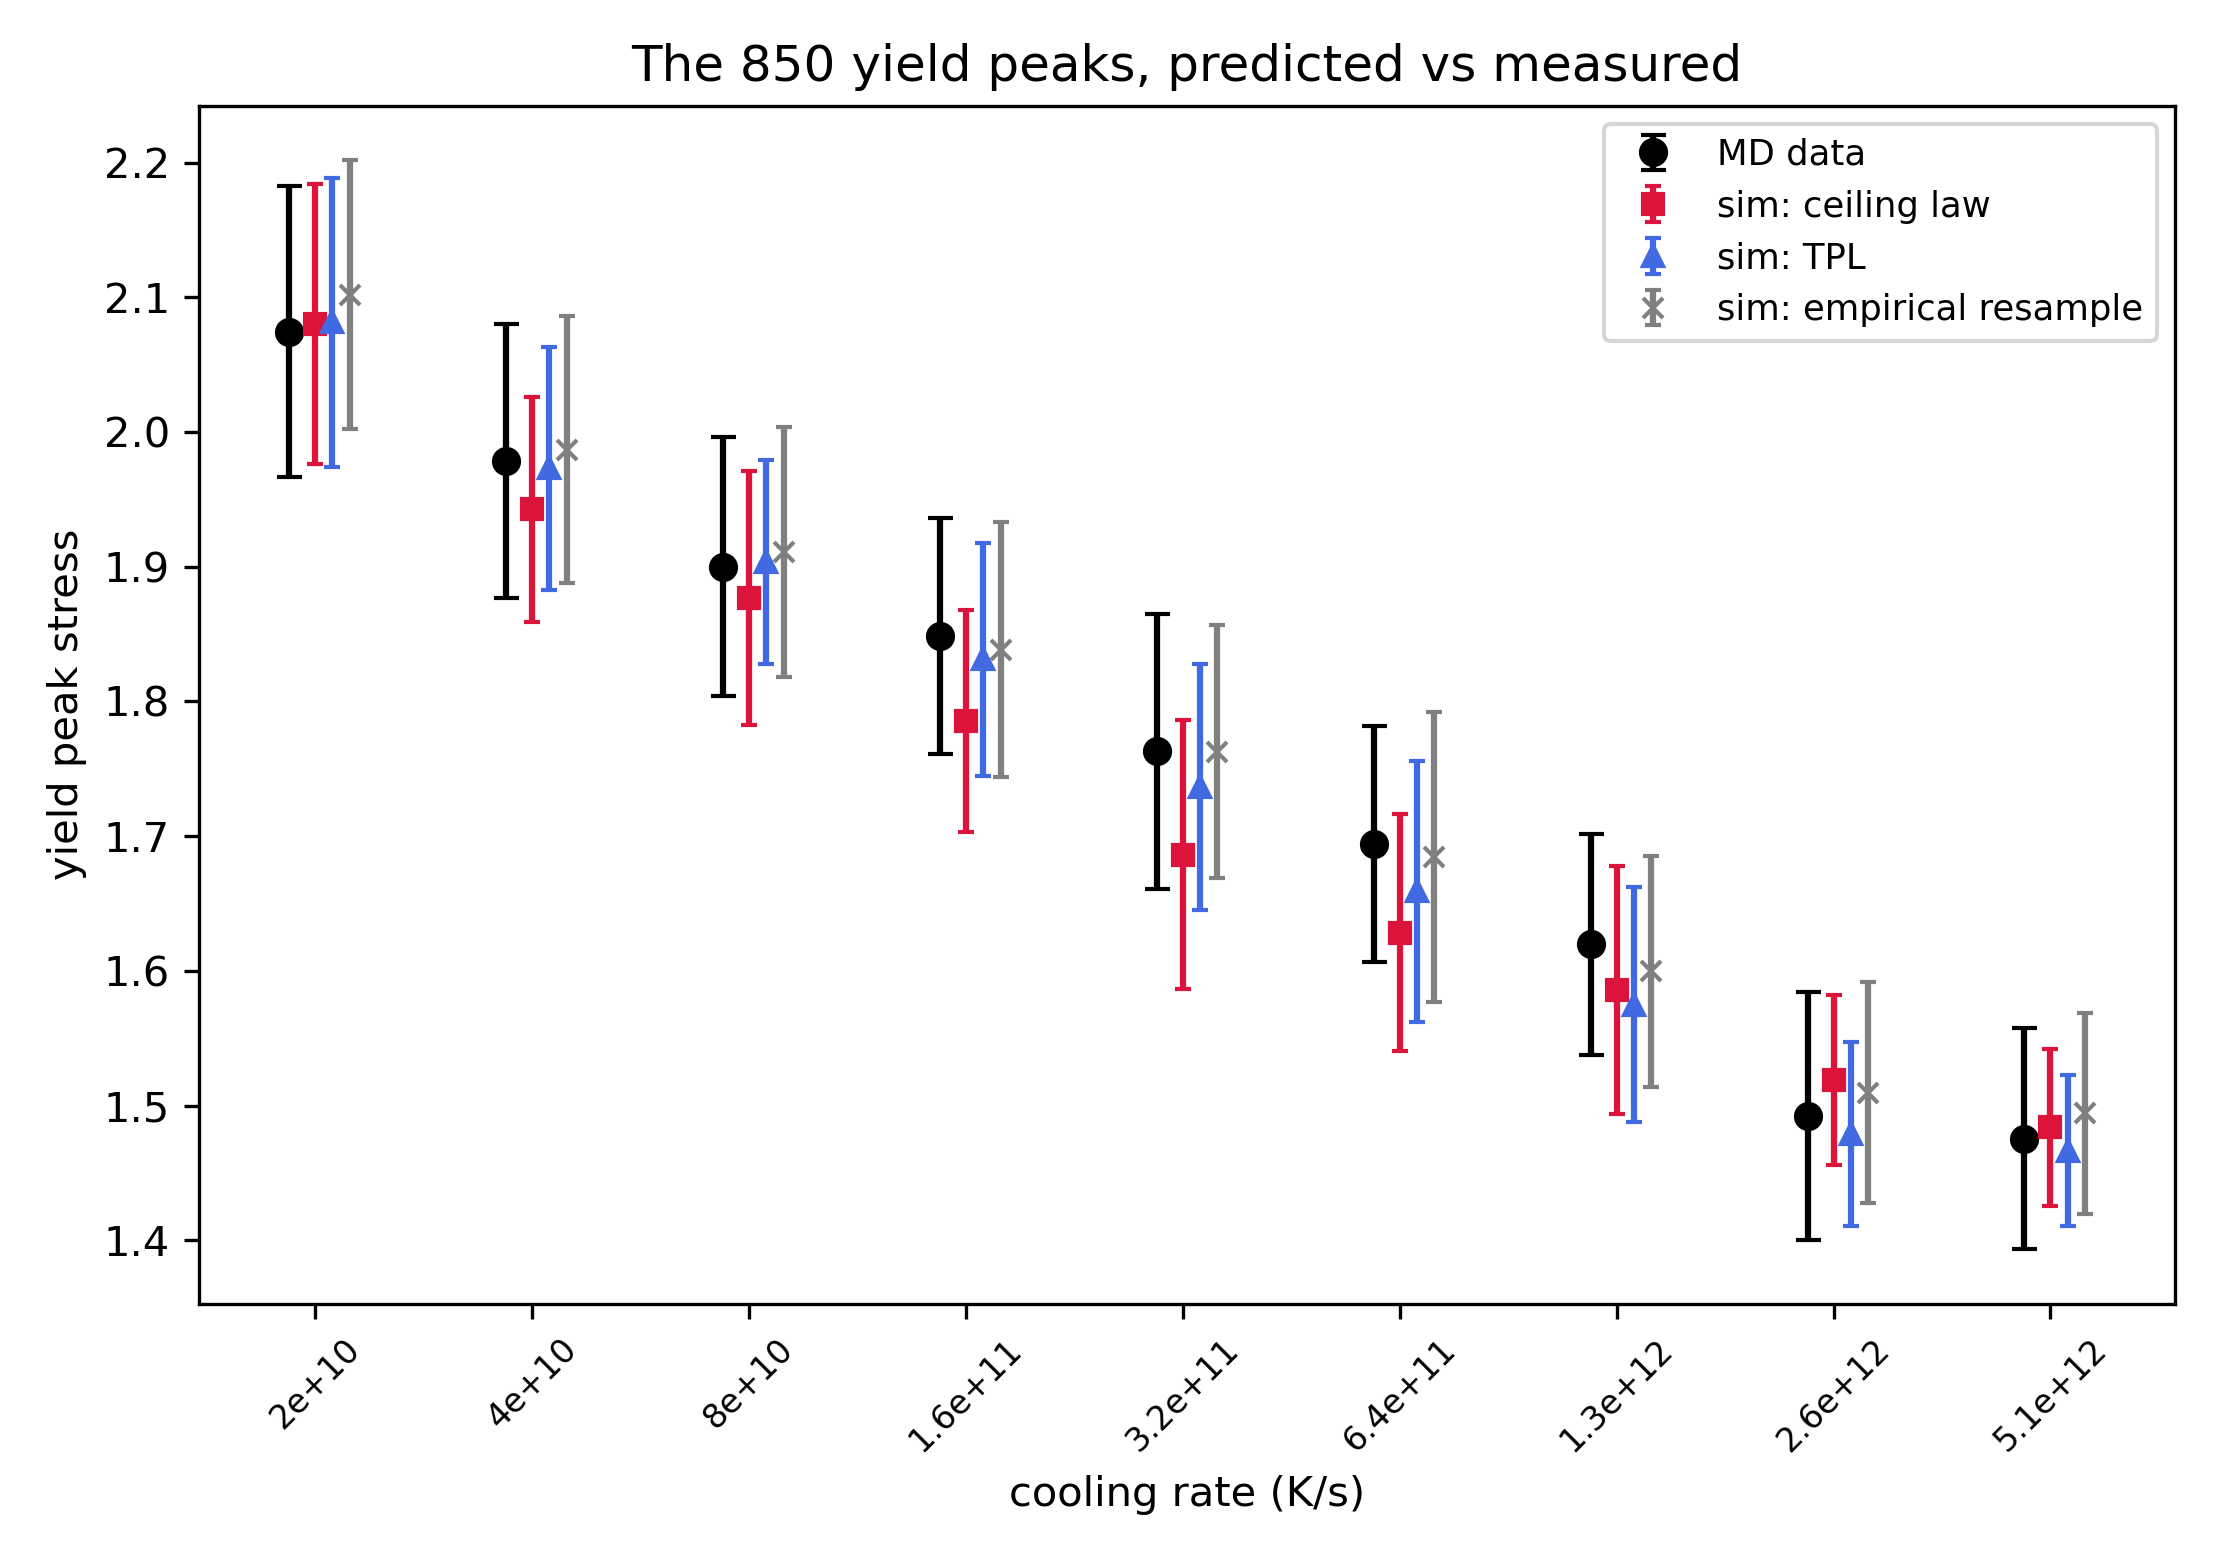 The 850 yield peaks, predicted vs measured
MD data
sim: ceiling law
sim: TPL
sim: empirical resample
yield peak stress
2.2
2.1
2.0
1.9
1.8
1.7
1.6
1.5
1.4
2e+10
4e+10
8e+10
1.6e+11
3.2e+11
6.4e+11
1.3e+12
2.6e+12
5.1e+12
cooling rate (K/s)